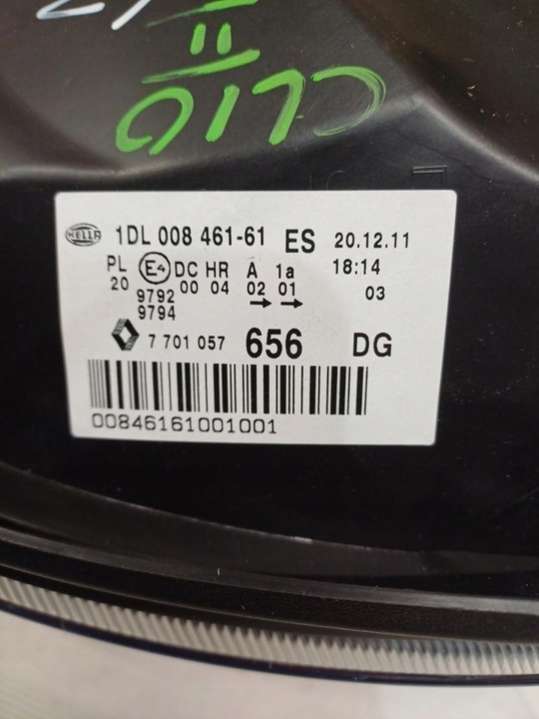 CLIO
II
HELLA 1DL 008 461-61 ES 20.12.11
PL E4 DC HR A 1a 18:14
20 00 04 02 01 03
9792 → →
9794
7 701 057 656 DG
00846161001001